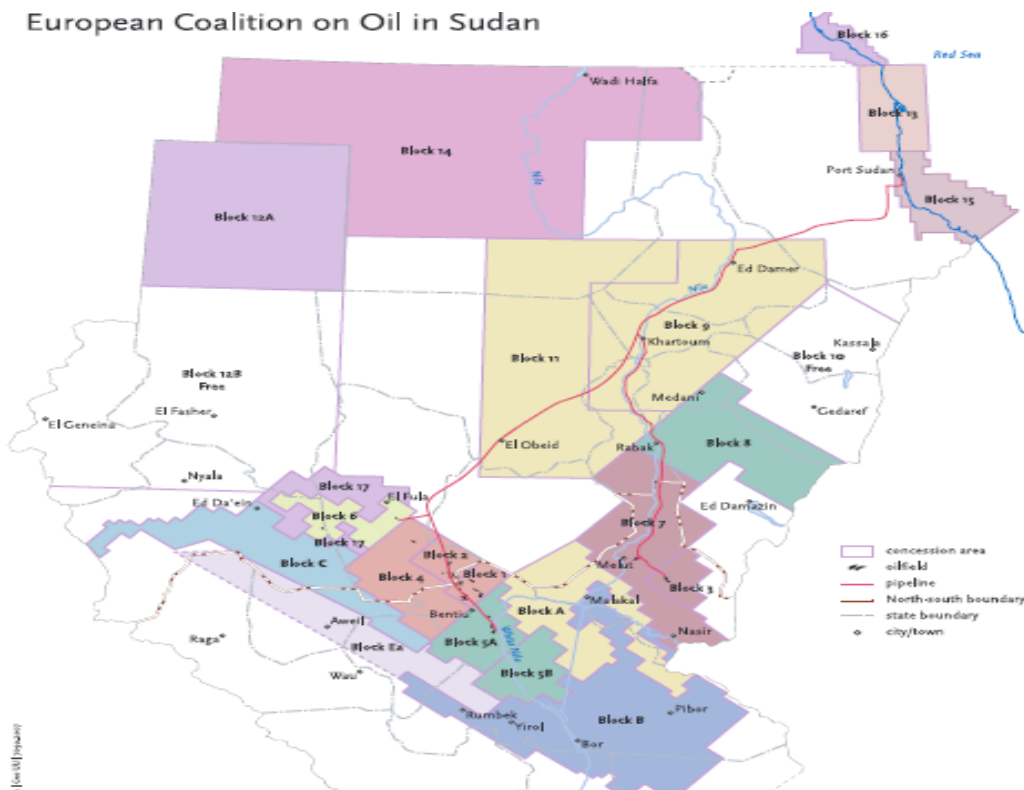 European Coalition on Oil in Sudan
Block 16
Red Sea
Wadi Halfa
Block 13
Block 14
Nile
Port Sudan
Block 15
Block 12A
Ed Damer
Nile
Block 9
Khartoum
Kassala
Block 11
Block 10
Free
Block 12B
Free
Medani
El Fasher
Gedaref
El Geneina
El Obeid
Rabak
Block 8
Nyala
Block 17
El Fula
Ed Da'ein
Ed Damazin
Block 6
Block 7
Block 17
Block 2
concession area
Block C
Melut
oilfield
Block 4
Block 1
pipeline
Block 3
Malakal
North-south boundary
Bentiu
Block A
state boundary
Aweil
Nasir
city/town
Raga
Block 5A
White Nile
Block Ea
Wau
Block 5B
Rumbek
Pibor
Yirol
Block B
Bor